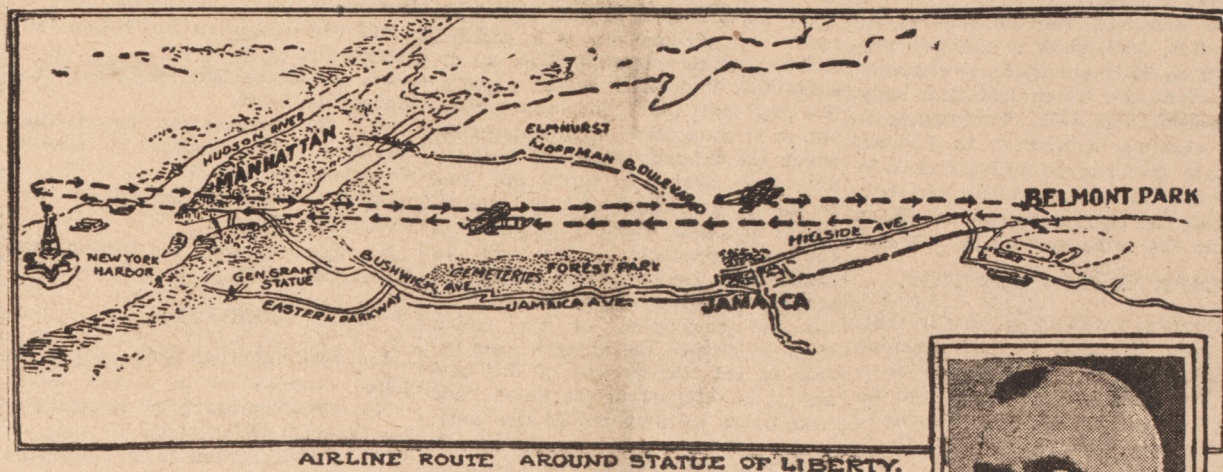 HUDSON RIVER
MANHATTAN
ELMHURST
HOFFMAN BOULEVARD
BELMONT PARK
NEW YORK
HARBOR
GEN. GRANT
STATUE
EASTERN PARKWAY
BUSHWICK AVE.
CEMETERIES
FOREST PARK
JAMAICA AVE.
JAMAICA
HILLSIDE AVE.
AIRLINE ROUTE AROUND STATUE OF LIBERTY.